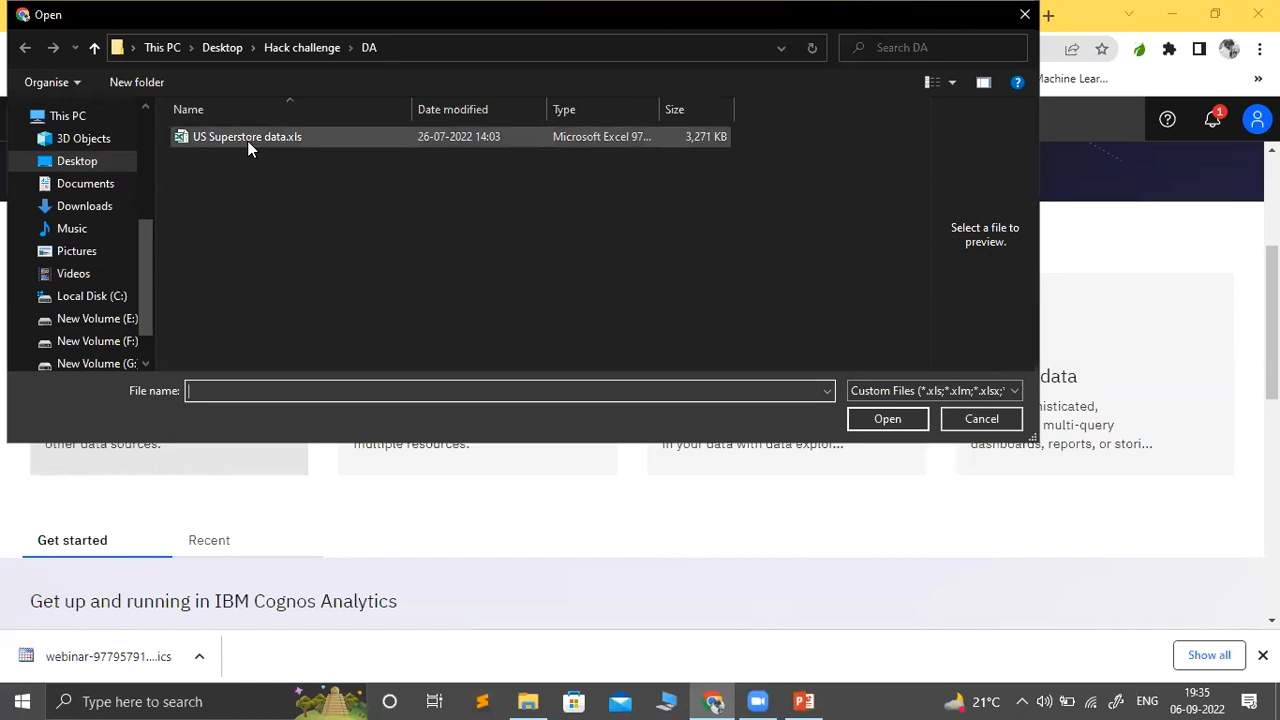 Open
This PC > Desktop > Hack challenge > DA
Search DA
Organise
New folder
Name
Date modified
Type
Size
This PC
3D Objects
Desktop
Documents
Downloads
Music
Pictures
Videos
Local Disk (C:)
New Volume (E:)
New Volume (F:)
New Volume (G:
US Superstore data.xls
26-07-2022 14:03
Microsoft Excel 97...
3,271 KB
Select a file to
preview.
File name:
Custom Files (*.xls;*.xlm;*.xlsx;*
Open
Cancel
Machine Lear...
»
1
data
histicated,
multi-query
other data sources.
multiple resources.
in your data with data explor...
dashboards, reports, or stori...
Get started
Recent
Get up and running in IBM Cognos Analytics
webinar-97795791....ics
Show all
Type here to search
21°C
ENG
19:35
06-09-2022